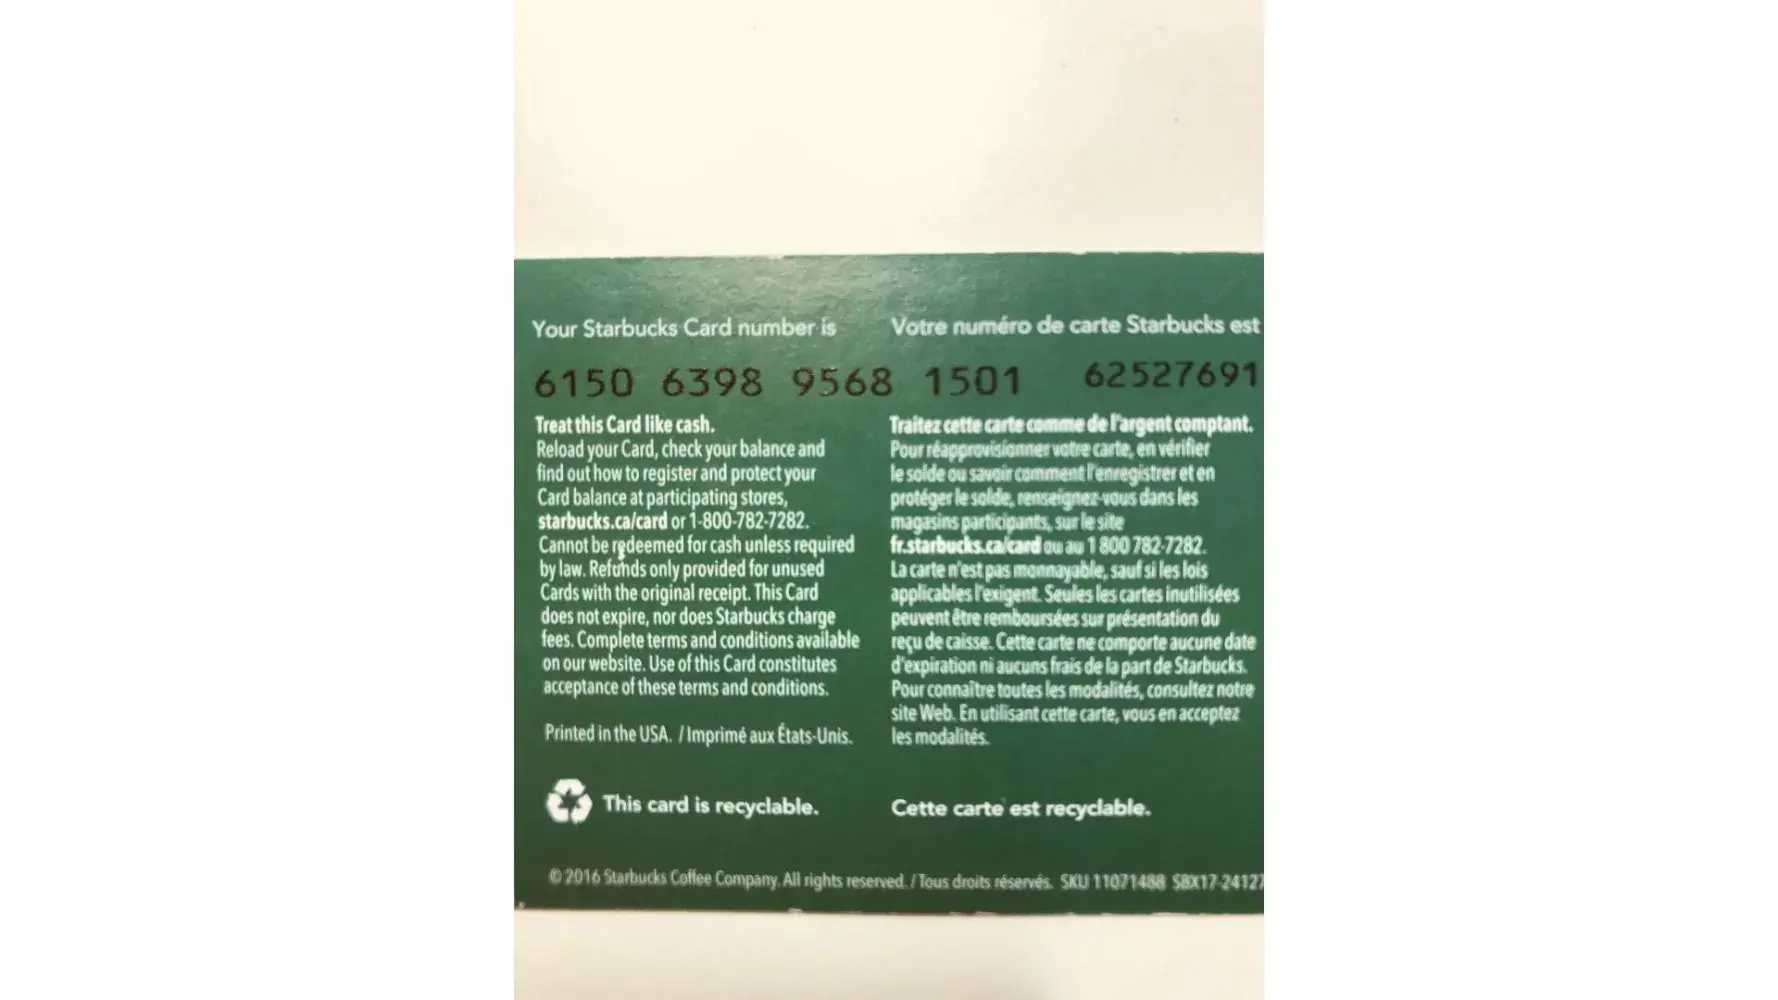 Your Starbucks Card number is
Votre numéro de carte Starbucks est
6150 6398 9568 1501 62527691
Treat this Card like cash.
Reload your Card, check your balance and
find out how to register and protect your
Card balance at participating stores,
starbucks.ca/card or 1-800-782-7282.
Cannot be redeemed for cash unless required
by law. Refunds only provided for unused
Cards with the original receipt. This Card
does not expire, nor does Starbucks charge
fees. Complete terms and conditions available
on our website. Use of this Card constitutes
acceptance of these terms and conditions.
Printed in the USA. / Imprimé aux États-Unis.
This card is recyclable.
Traitez cette carte comme de l'argent comptant.
Pour réapprovisionner votre carte, en vérifier
le solde ou savoir comment l'enregistrer et en
protéger le solde, renseignez-vous dans les
magasins participants, sur le site
fr.starbucks.ca/card ou au 1 800 782-7282.
La carte n'est pas monnayable, sauf si les lois
applicables l'exigent. Seules les cartes inutilisées
peuvent être remboursées sur présentation du
reçu de caisse. Cette carte ne comporte aucune date
d'expiration ni aucuns frais de la part de Starbucks.
Pour connaître toutes les modalités, consultez notre
site Web. En utilisant cette carte, vous en acceptez
les modalités.
Cette carte est recyclable.
© 2016 Starbucks Coffee Company. All rights reserved. / Tous droits réservés. SKU 11071488 SBX17-24127